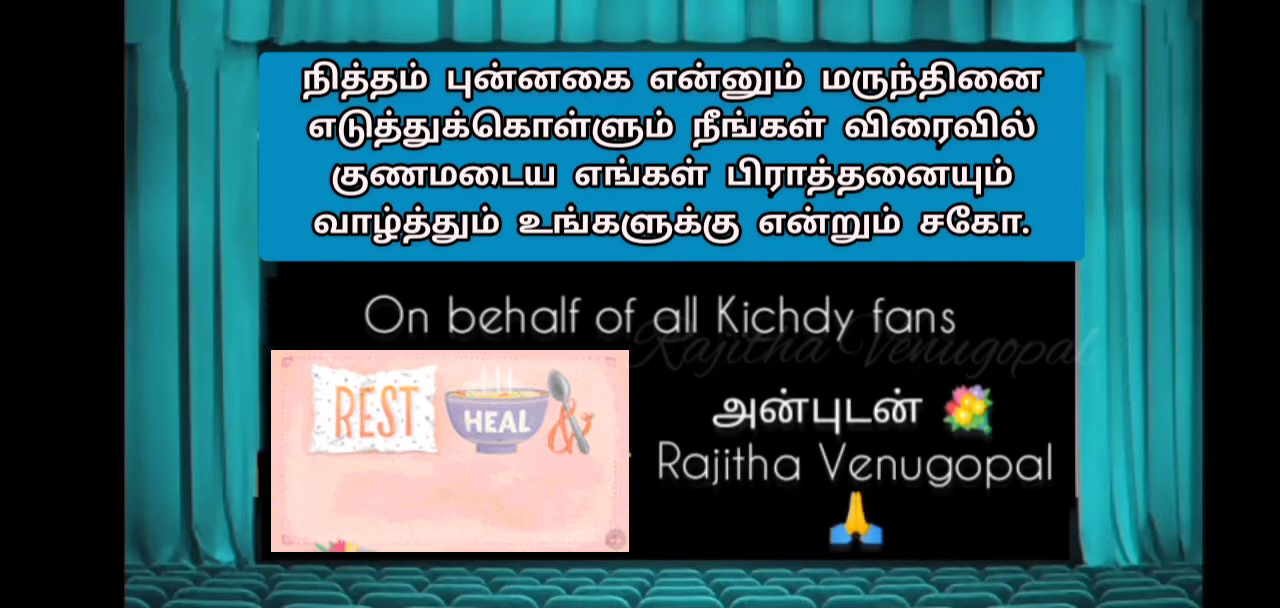 நித்தம் புன்னகை என்னும் மருந்தினை
எடுத்துக்கொள்ளும் நீங்கள் விரைவில்
குணமடைய எங்கள் பிராத்தனையும்
வாழ்த்தும் உங்களுக்கு என்றும் சகோ.
On behalf of all Kichdy fans
Rajitha Venugopal
REST HEAL &
அன்புடன் 💐
Rajitha Venugopal
🙏